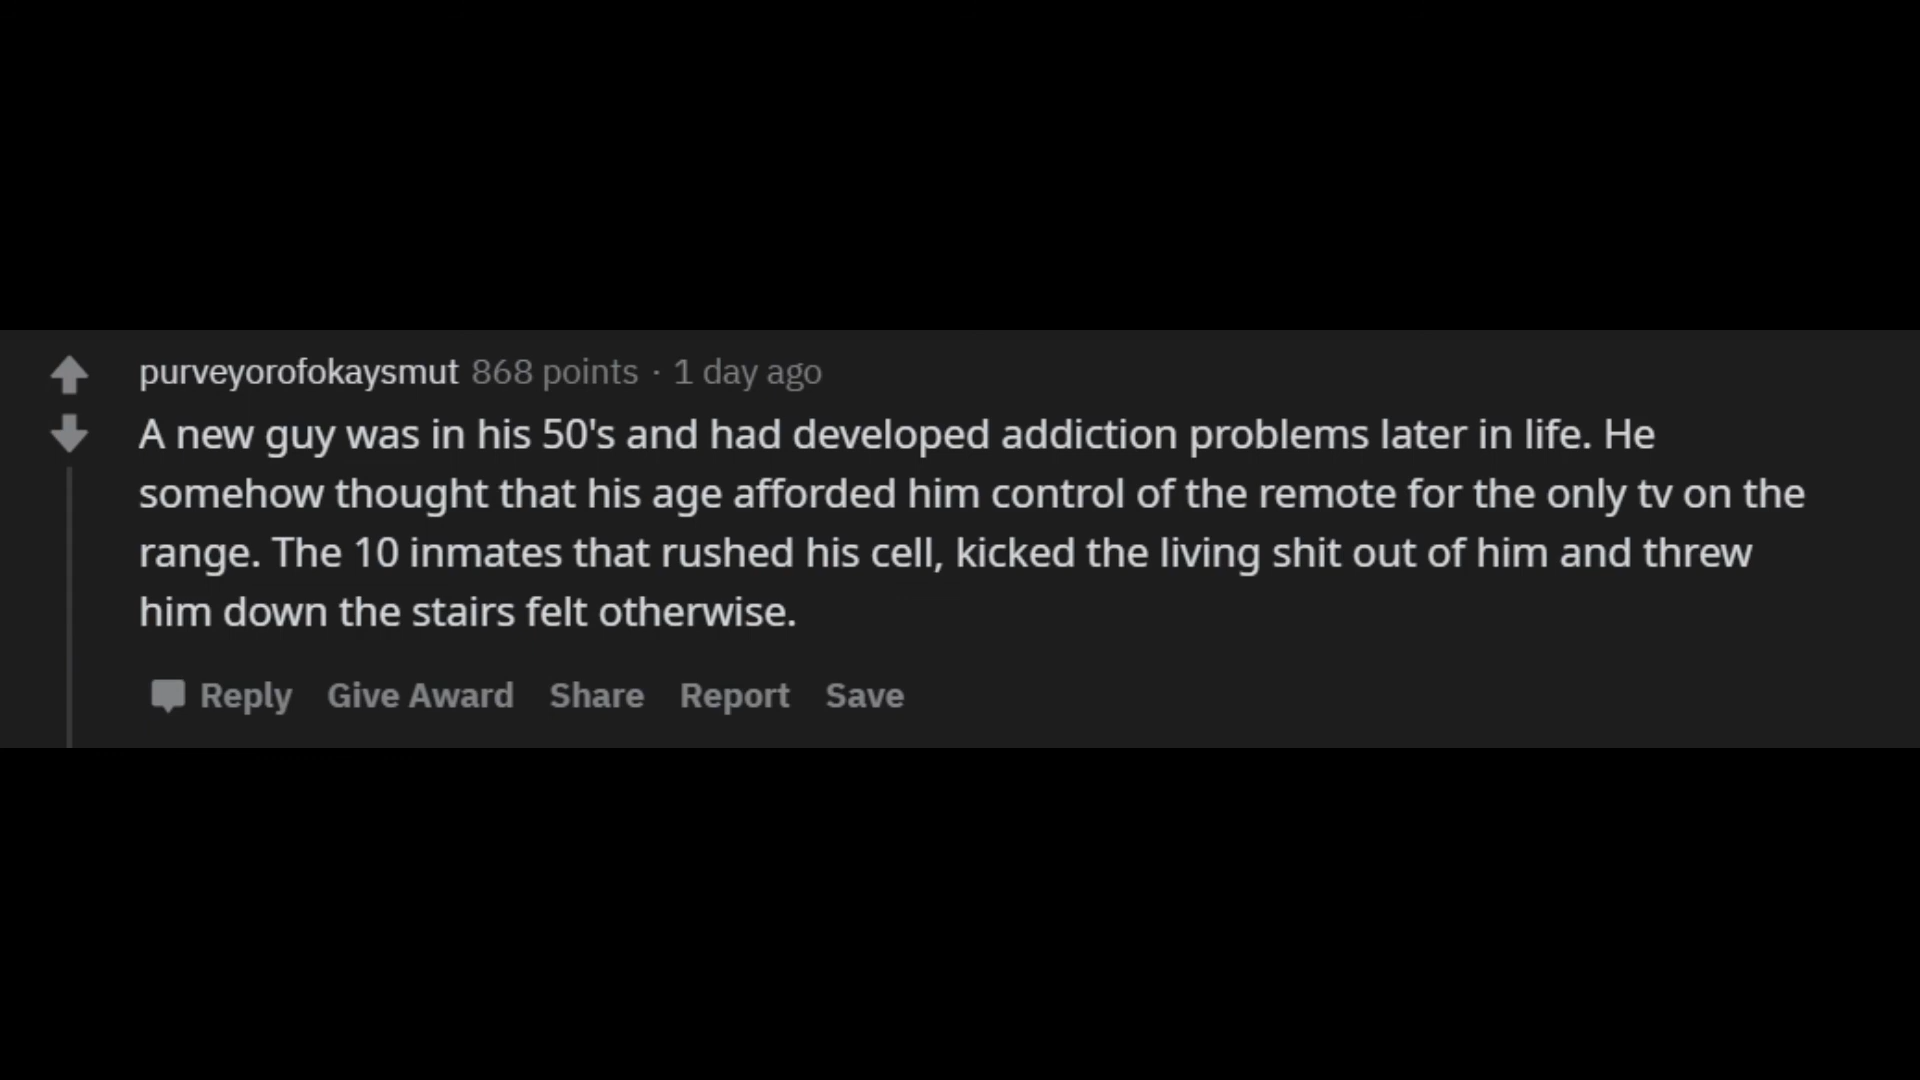 purveyorofokaysmut 868 points · 1 day ago
A new guy was in his 50's and had developed addiction problems later in life. He
somehow thought that his age afforded him control of the remote for the only tv on the
range. The 10 inmates that rushed his cell, kicked the living shit out of him and threw
him down the stairs felt otherwise.
Reply Give Award Share Report Save